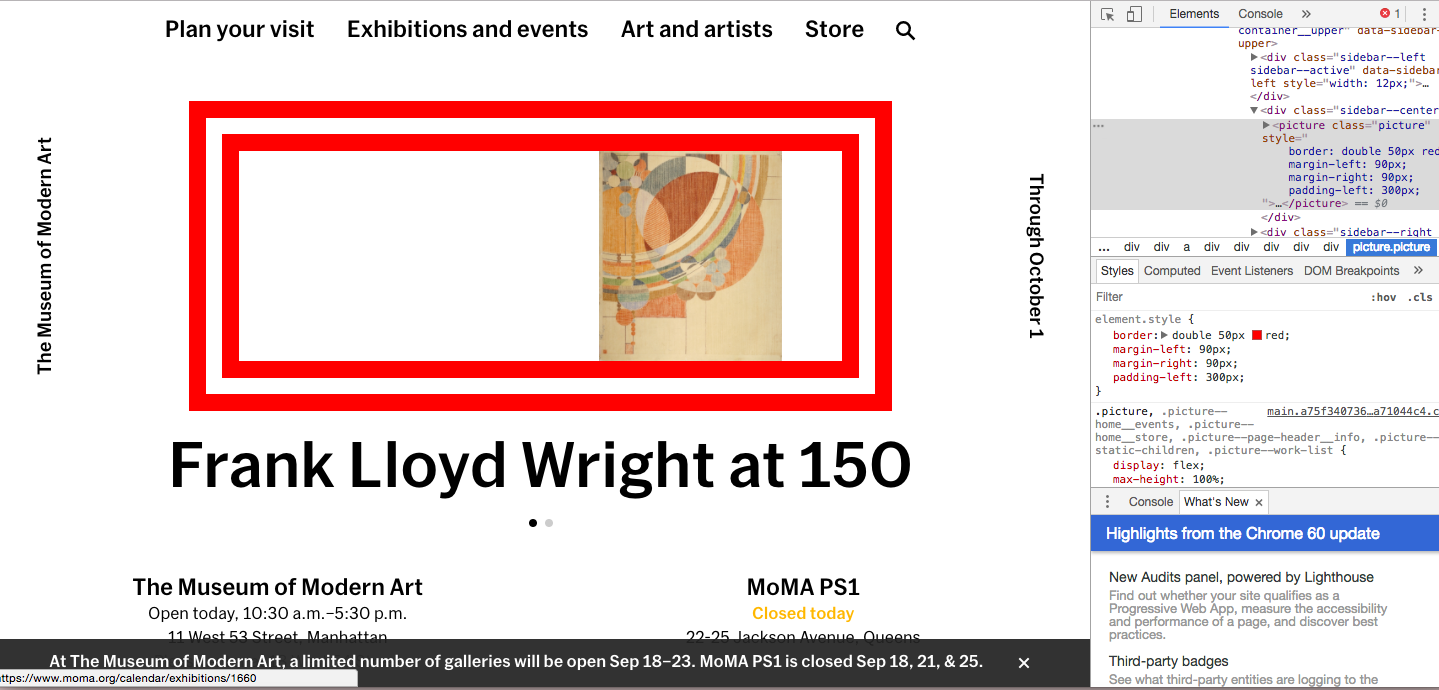 Plan your visit Exhibitions and events Art and artists Store
The Museum of Modern Art
Through October 1
Frank Lloyd Wright at 150
The Museum of Modern Art
Open today, 10:30 a.m.–5:30 p.m.
11 West 53 Street, Manhattan
MoMA PS1
Closed today
22-25 Jackson Avenue, Queens
At The Museum of Modern Art, a limited number of galleries will be open Sep 18–23. MoMA PS1 is closed Sep 18, 21, & 25. ×
ttps://www.moma.org/calendar/exhibitions/1660
Elements Console » 1
container__upper" data-sidebar-
upper>
▶<div class="sidebar--left
sidebar--active" data-sidebar
left style="width: 12px;">…
</div>
▼<div class="sidebar--center
… ▶<picture class="picture"
style="
border: double 50px red
margin-left: 90px;
margin-right: 90px;
padding-left: 300px;
">…</picture> == $0
</div>
▶<div class="sidebar--right
... div div a div div div div div picture.picture
Styles Computed Event Listeners DOM Breakpoints »
Filter :hov .cls
element.style {
border:▶ double 50px red;
margin-left: 90px;
margin-right: 90px;
padding-left: 300px;
}
.picture, .picture-- main.a75f340736…a71044c4.c
home__events, .picture--
home__store, .picture--page-header__info, .picture--
static-children, .picture--work-list {
display: flex;
max-height: 100%;
Console What's New ×
Highlights from the Chrome 60 update
New Audits panel, powered by Lighthouse
Find out whether your site qualifies as a
Progressive Web App, measure the accessibility
and performance of a page, and discover best
practices.
Third-party badges
See what third-party entities are logging to the